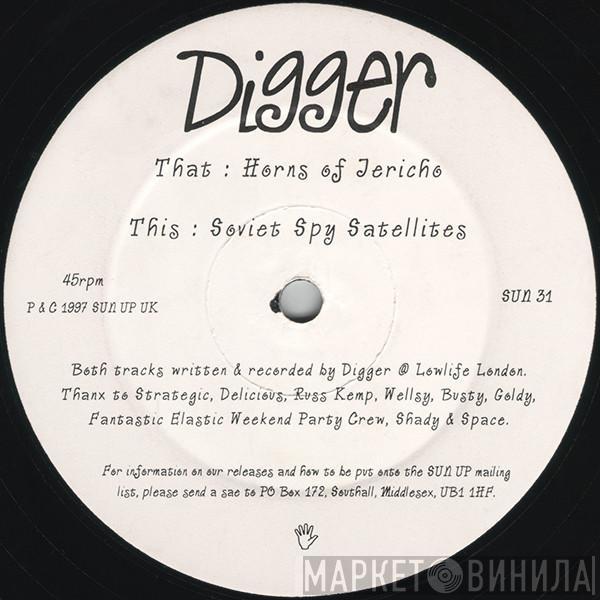 Digger
That : Horns of Jericho
This : Soviet Spy Satellites
45rpm
P & C 1997 SUN UP UK
SUN 31
Both tracks written & recorded by Digger @ Lowlife London.
Thanx to Strategic, Delicious, Russ Kemp, Wellsy, Busty, Goldy,
Fantastic Elastic Weekend Party Crew, Shady & Space.
For information on our releases and how to be put onto the SUN UP mailing
list, please send a sae to PO Box 172, Southall, Middlesex, UB1 1HF.
МАРКЕТ ВИНИЛА